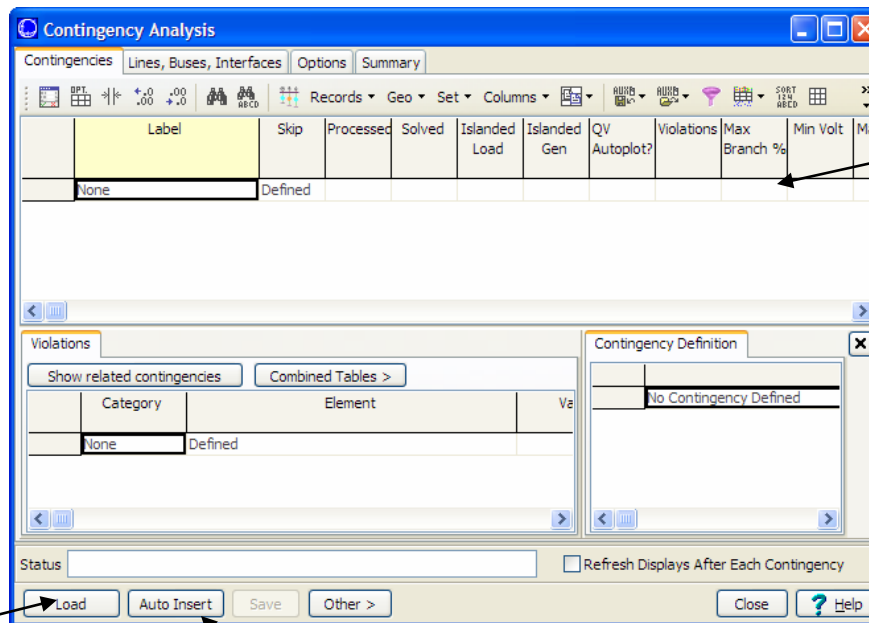 Contingency Analysis
Contingencies Lines, Buses, Interfaces Options Summary
Records Geo Set Columns
Label Skip Processed Solved Islanded Load Islanded Gen QV Autoplot? Violations Max Branch % Min Volt Ma
None Defined
Violations Contingency Definition
Show related contingencies Combined Tables >
Category Element Va
No Contingency Defined
None Defined
Status Refresh Displays After Each Contingency
Load Auto Insert Save Other > Close ? Help